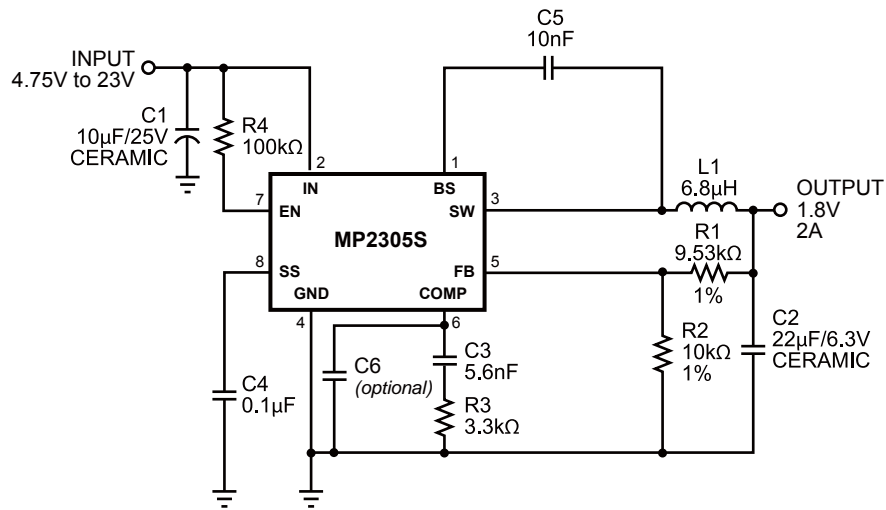 C5
10nF
INPUT
4.75V to 23V
C1
10µF/25V
CERAMIC
R4
100kΩ
2
1
IN
BS
L1
6.8µH
OUTPUT
1.8V
2A
7
EN
SW
3
MP2305S
R1
9.53kΩ
1%
8
SS
FB
5
GND
COMP
4
6
C6
(optional)
C3
5.6nF
R2
10kΩ
1%
C2
22µF/6.3V
CERAMIC
C4
0.1µF
R3
3.3kΩ